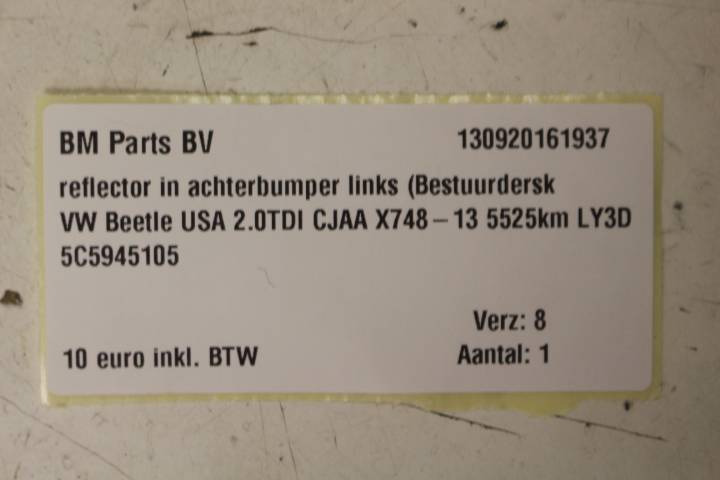 BM Parts BV 130920161937
reflector in achterbumper links (Bestuurdersk
VW Beetle USA 2.0TDI CJAA X748-13 5525km LY3D
5C5945105
Verz: 8
10 euro inkl. BTW Aantal: 1